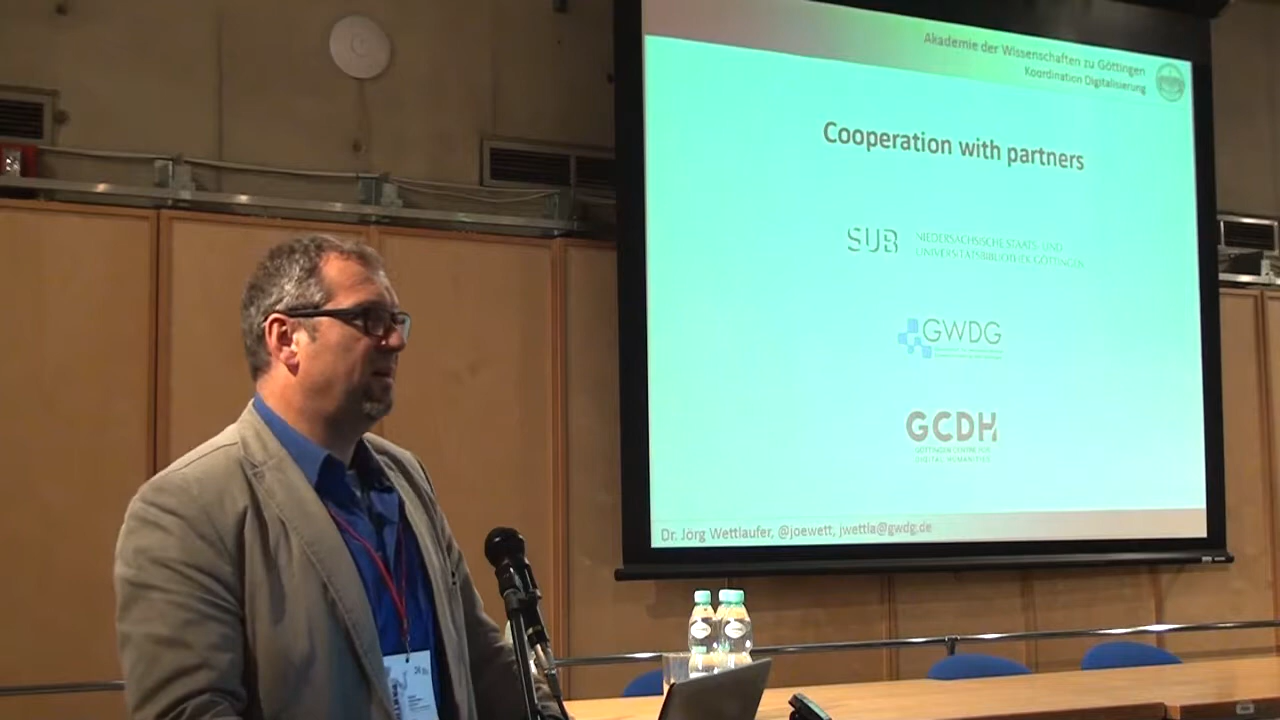 Akademie der Wissenschaften zu Göttingen
Koordination Digitalisierung
Cooperation with partners
SUB
NIEDERSÄCHSISCHE STAATS- UND
UNIVERSITÄTSBIBLIOTHEK GÖTTINGEN
GWDG
GCDH
GÖTTINGEN CENTRE FOR
DIGITAL HUMANITIES
Dr. Jörg Wettlaufer, @joewett, jwettla@gwdg.de